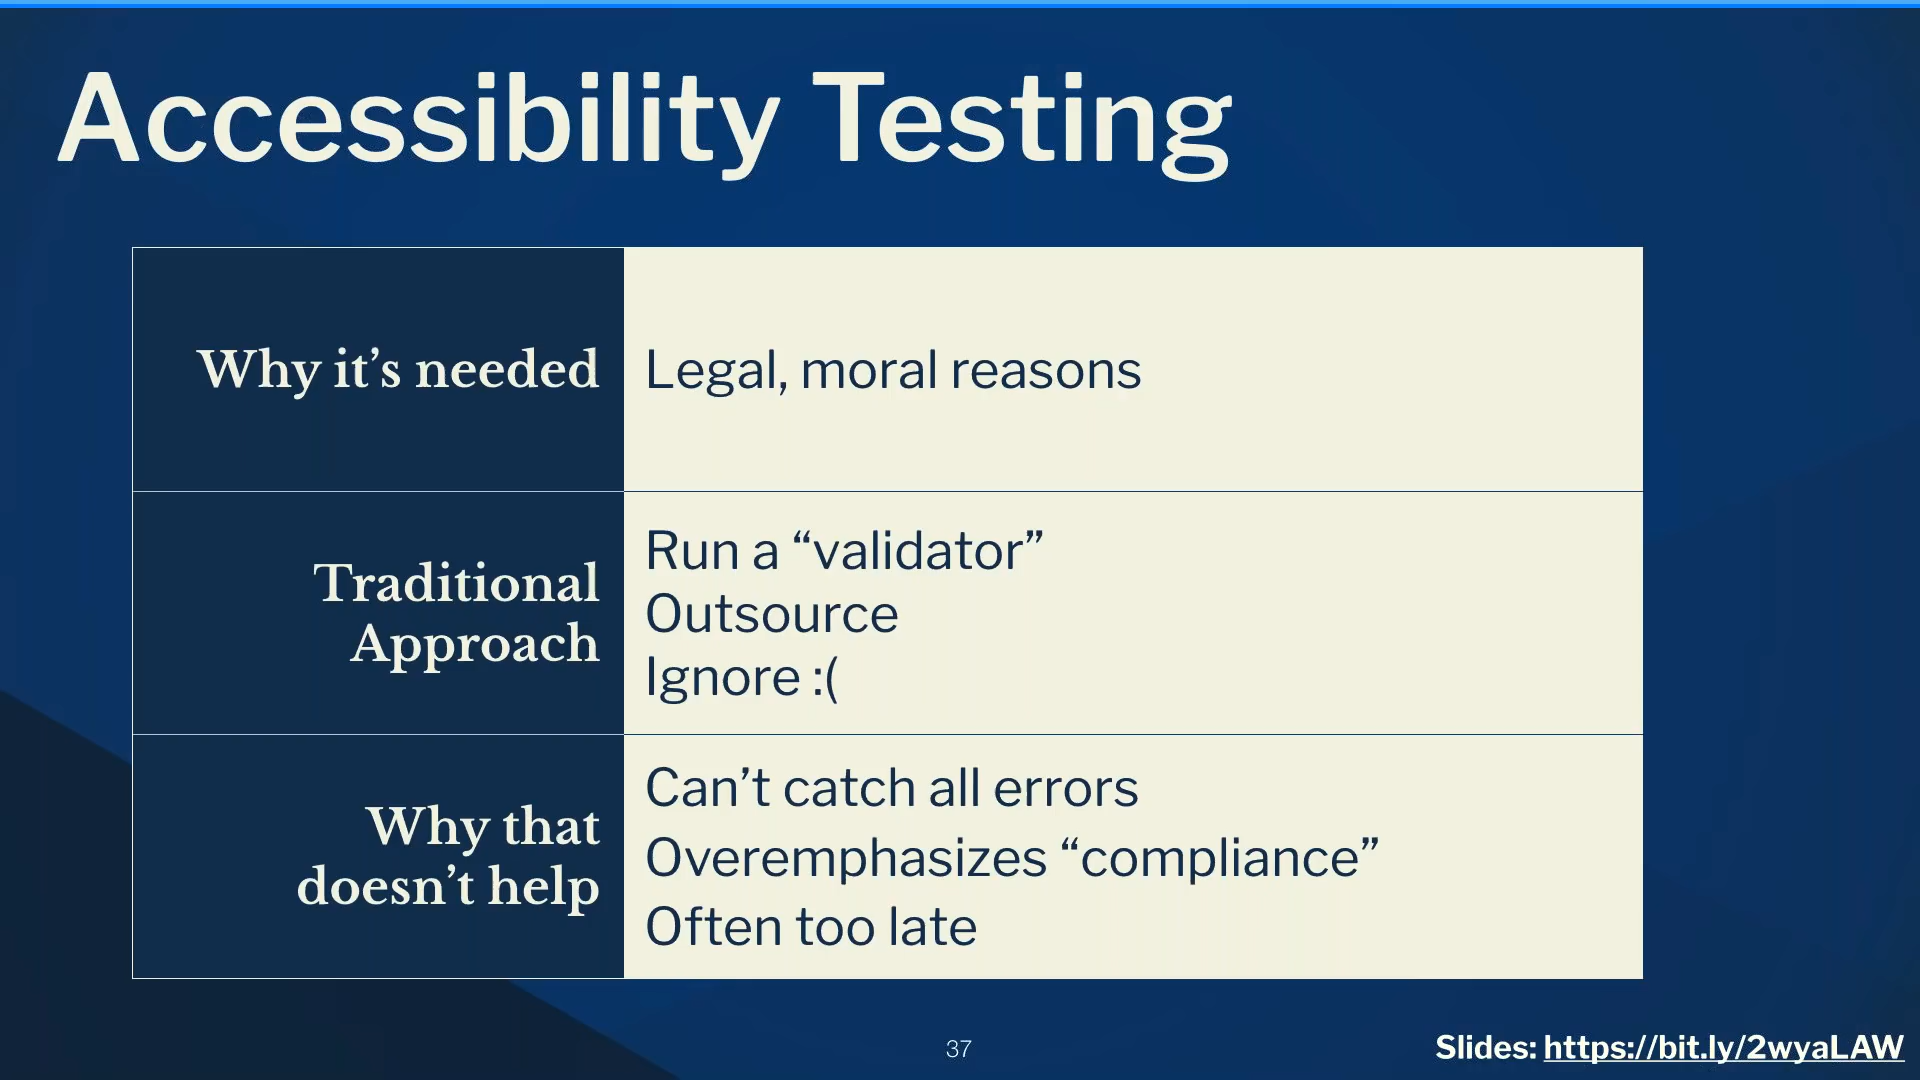 Accessibility Testing
Why it’s needed
Legal, moral reasons
Traditional
Approach
Run a “validator”
Outsource
Ignore :(
Why that
doesn’t help
Can’t catch all errors
Overemphasizes “compliance”
Often too late
37
Slides: https://bit.ly/2wyaLAW